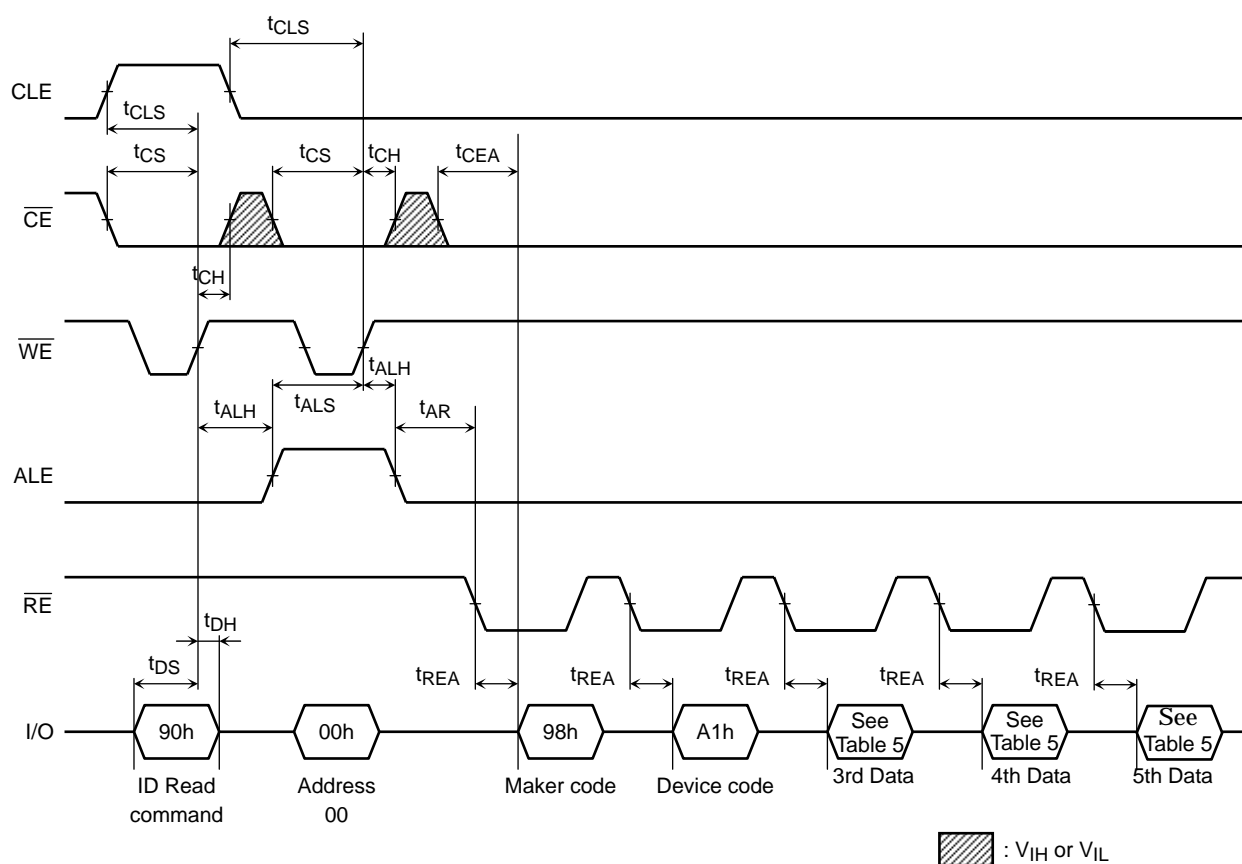 tCLS
CLE
tCLS
tCS
tCS
tCH
tCEA
CE
tCH
WE
tALH
tALH
tALS
tAR
ALE
RE
tDH
tDS
tREA
tREA
tREA
tREA
tREA
I/O
90h
00h
98h
A1h
See
Table 5
See
Table 5
See
Table 5
ID Read
command
Address
00
Maker code
Device code
3rd Data
4th Data
5th Data
: VIH or VIL